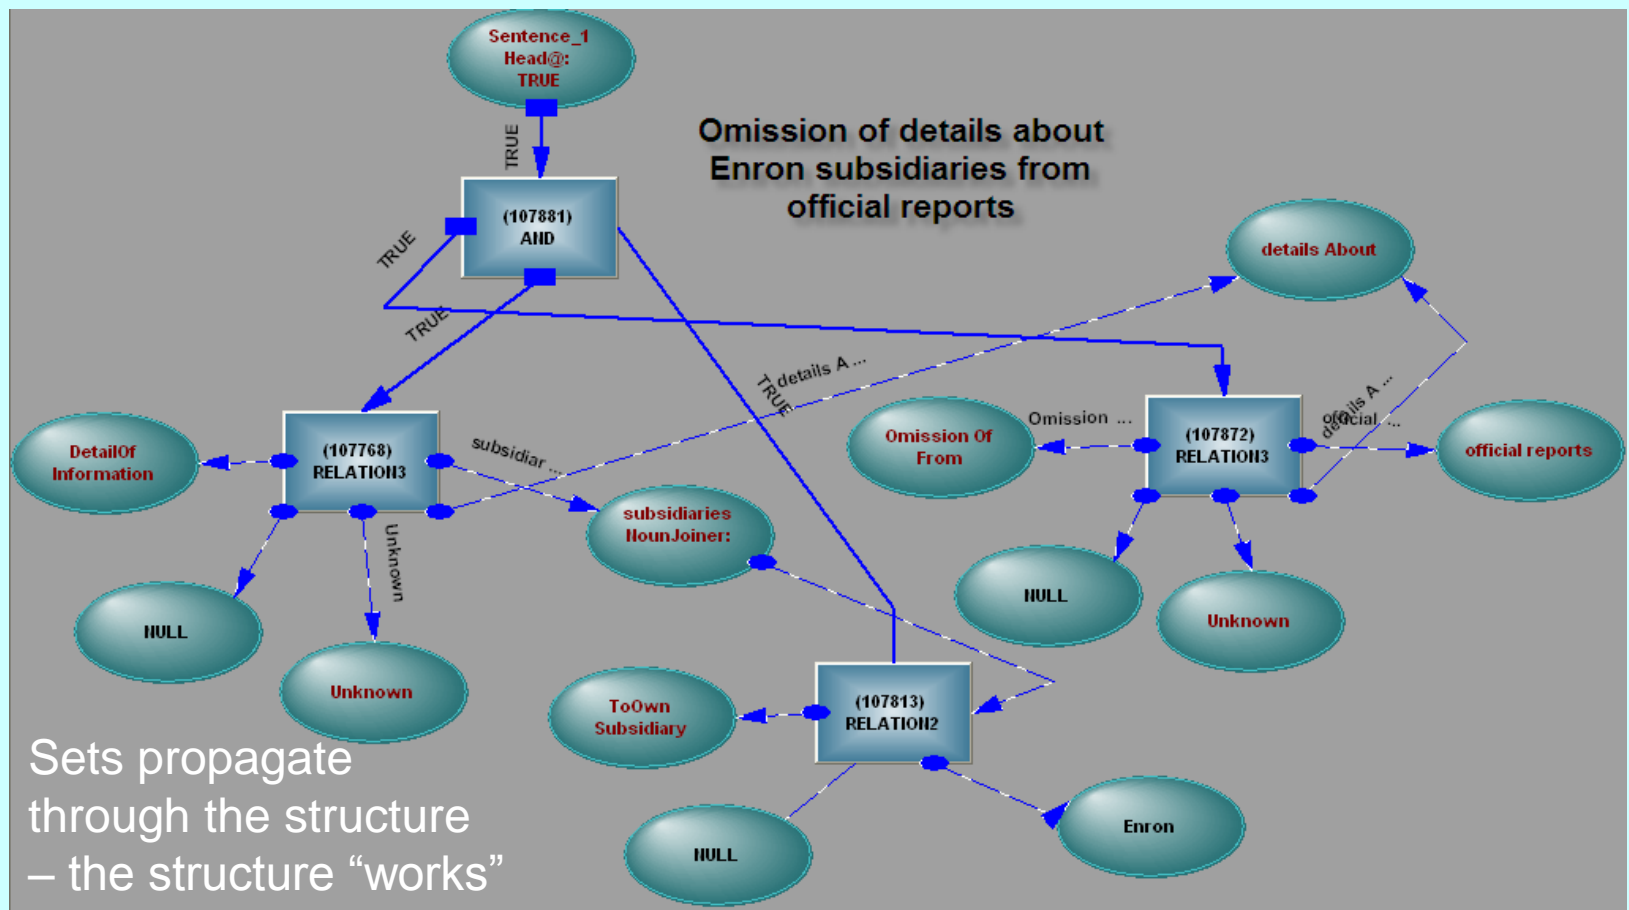 Sentence_1
Head@:
TRUE
TRUE
Omission of details about
Enron subsidiaries from
official reports
(107881)
AND
TRUE
TRUE
details About
details A ...
TRUE
DetailOf
Information
(107768)
RELATION3
subsidiar ...
Omission Of
From
Omission ...
(107872)
RELATION3
details A ...
official ...
official reports
subsidiaries
NounJoiner:
Unknown
NULL
Unknown
NULL
Unknown
ToOwn
Subsidiary
(107813)
RELATION2
NULL
Enron
Sets propagate
through the structure
– the structure “works”